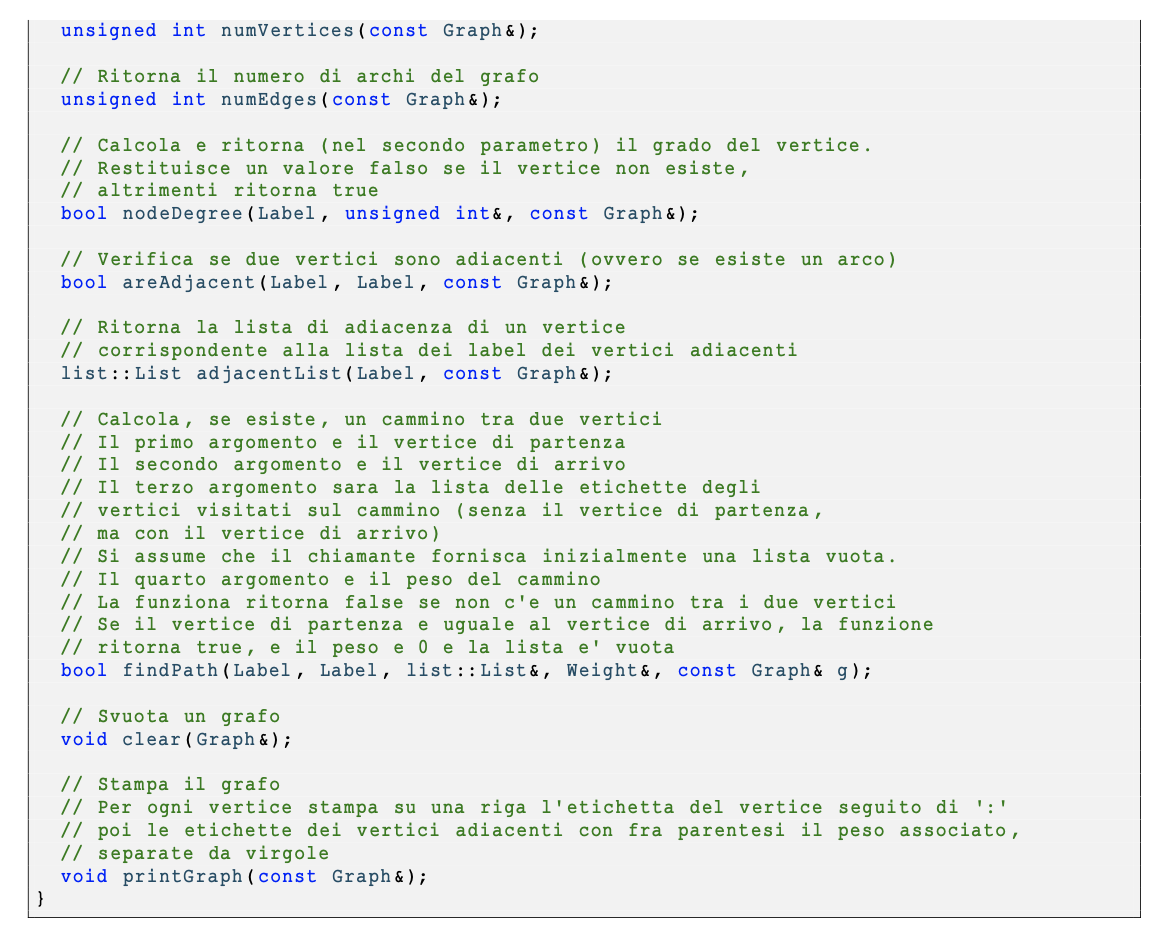 unsigned int numVertices(const Graph&);
// Ritorna il numero di archi del grafo
unsigned int numEdges(const Graph&);
// Calcola e ritorna (nel secondo parametro) il grado del vertice.
// Restituisce un valore falso se il vertice non esiste,
// altrimenti ritorna true
bool nodeDegree(Label, unsigned int&, const Graph&);
// Verifica se due vertici sono adiacenti (ovvero se esiste un arco)
bool areAdjacent(Label, Label, const Graph&);
// Ritorna la lista di adiacenza di un vertice
// corrispondente alla lista dei label dei vertici adiacenti
list::List adjacentList(Label, const Graph&);
// Calcola, se esiste, un cammino tra due vertici
// Il primo argomento e il vertice di partenza
// Il secondo argomento e il vertice di arrivo
// Il terzo argomento sara la lista delle etichette degli
// vertici visitati sul cammino (senza il vertice di partenza,
// ma con il vertice di arrivo)
// Si assume che il chiamante fornisca inizialmente una lista vuota.
// Il quarto argomento e il peso del cammino
// La funziona ritorna false se non c'e un cammino tra i due vertici
// Se il vertice di partenza e uguale al vertice di arrivo, la funzione
// ritorna true, e il peso e 0 e la lista e' vuota
bool findPath(Label, Label, list::List&, Weight&, const Graph& g);
// Svuota un grafo
void clear(Graph&);
// Stampa il grafo
// Per ogni vertice stampa su una riga l'etichetta del vertice seguito di ':'
// poi le etichette dei vertici adiacenti con fra parentesi il peso associato,
// separate da virgole
void printGraph(const Graph&);
}